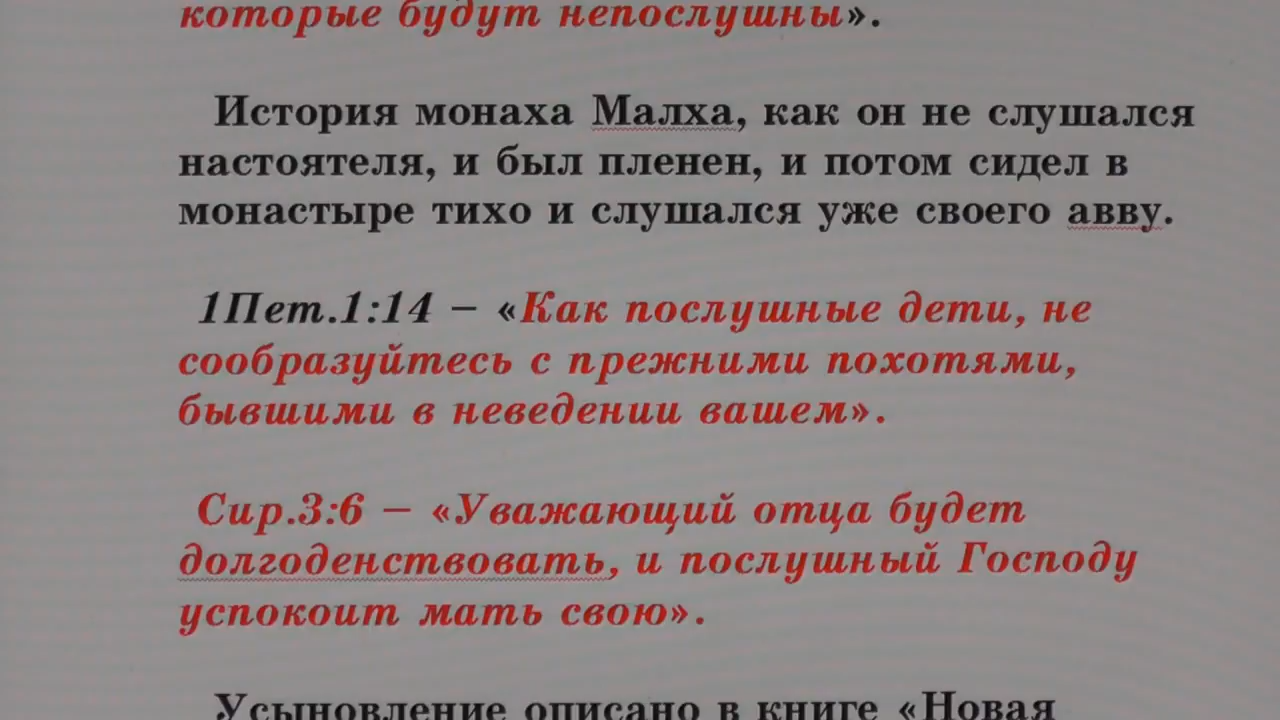 которые будут непослушны».
История монаха Малха, как он не слушался
настоятеля, и был пленен, и потом сидел в
монастыре тихо и слушался уже своего авву.
1Пет.1:14 – «Как послушные дети, не
сообразуйтесь с прежними похотями,
бывшими в неведении вашем».
Сир.3:6 – «Уважающий отца будет
долгоденствовать, и послушный Господу
успокоит мать свою».
Усыновление описано в книге «Новая